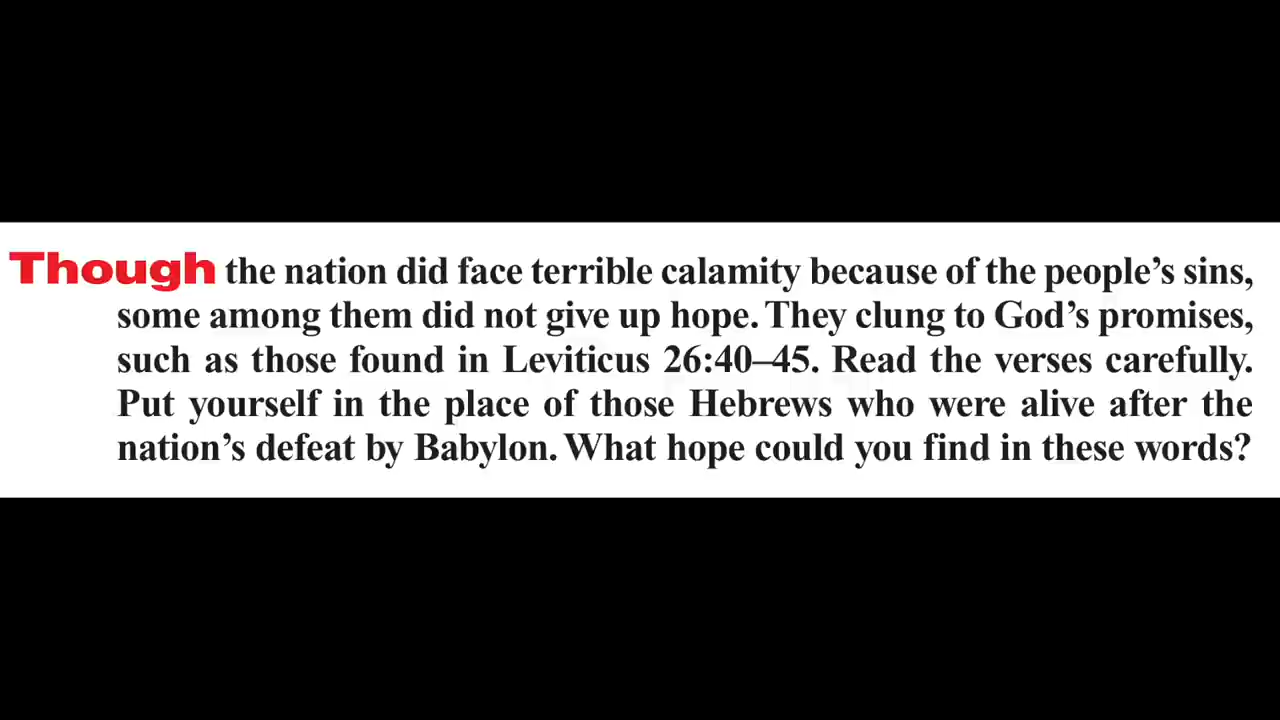 Though the nation did face terrible calamity because of the people’s sins,
some among them did not give up hope. They clung to God’s promises,
such as those found in Leviticus 26:40–45. Read the verses carefully.
Put yourself in the place of those Hebrews who were alive after the
nation’s defeat by Babylon. What hope could you find in these words?